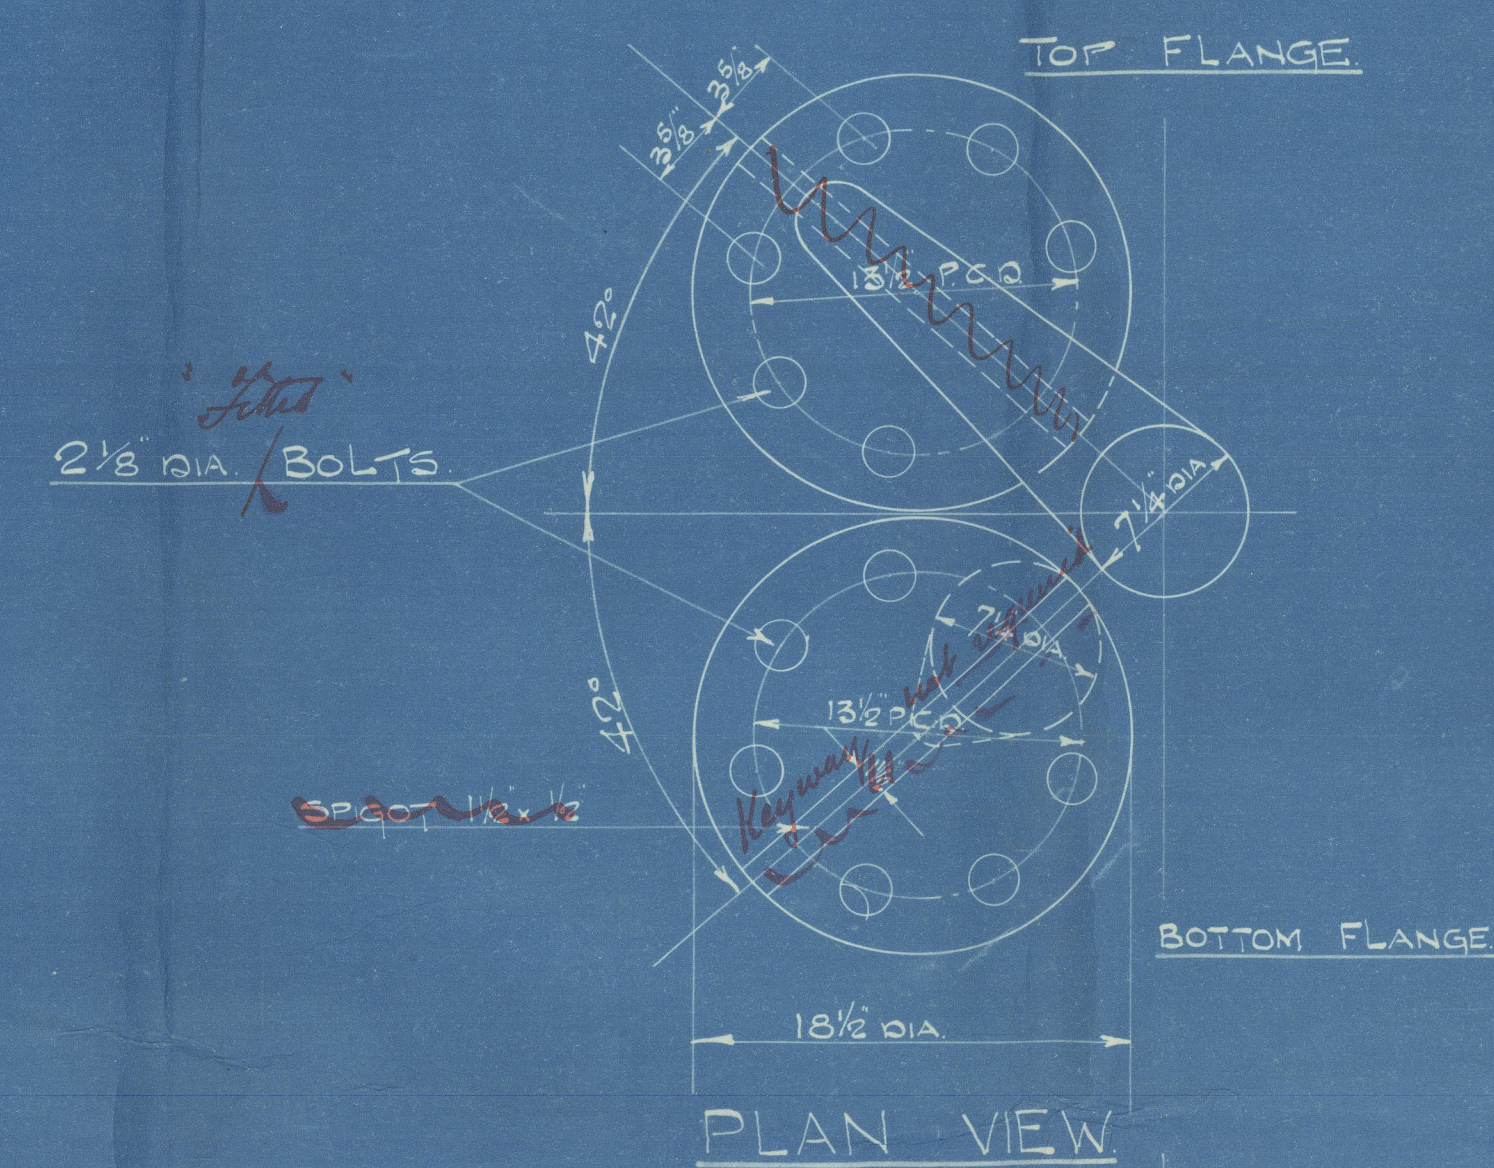 TOP FLANGE.
3 5/8"
3 5/8"
13 1/2" P.C.D.
42°
" as
fitted "
2 1/8" DIA. BOLTS.
7 1/4" DIA
7 1/4" DIA.
Keyway not required
13 1/2" P.C.D.
42°
SPIGOT 1 1/2" x 1/2"
BOTTOM FLANGE.
18 1/2" DIA.
PLAN VIEW.